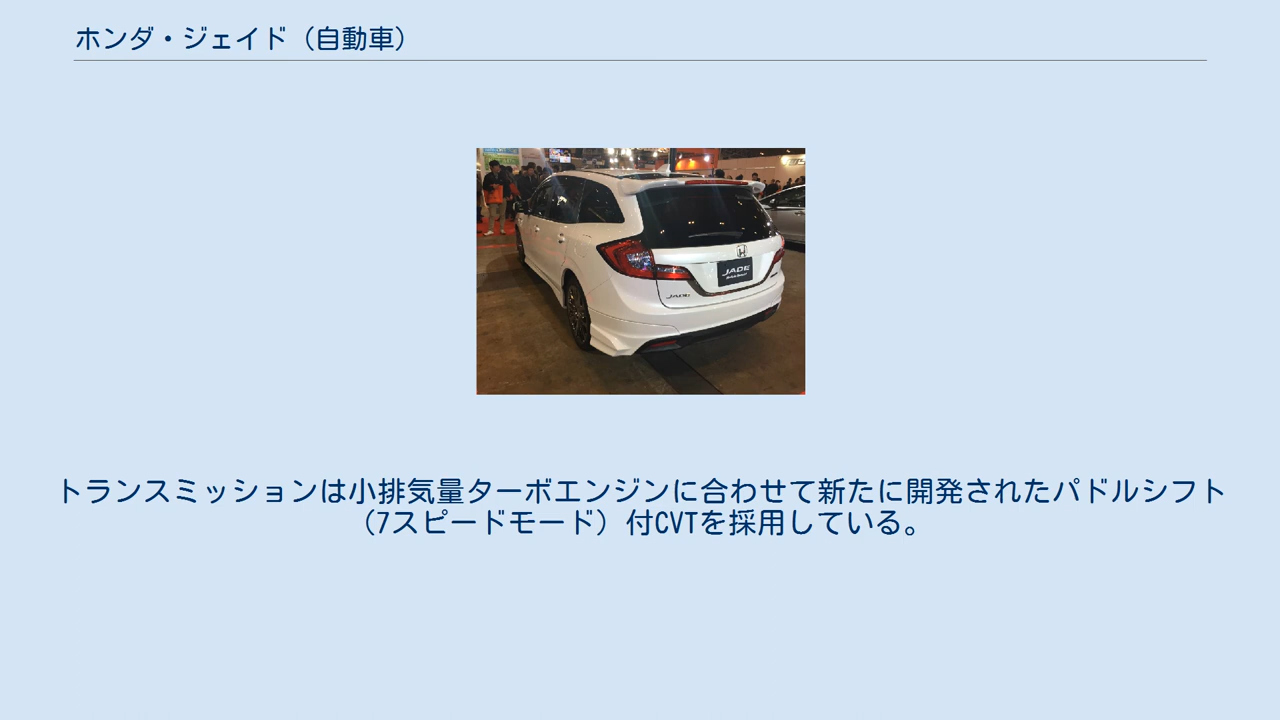 ホンダ・ジェイド（自動車）
JADE
JADE
トランスミッションは小排気量ターボエンジンに合わせて新たに開発されたパドルシフト
（7スピードモード）付CVTを採用している。